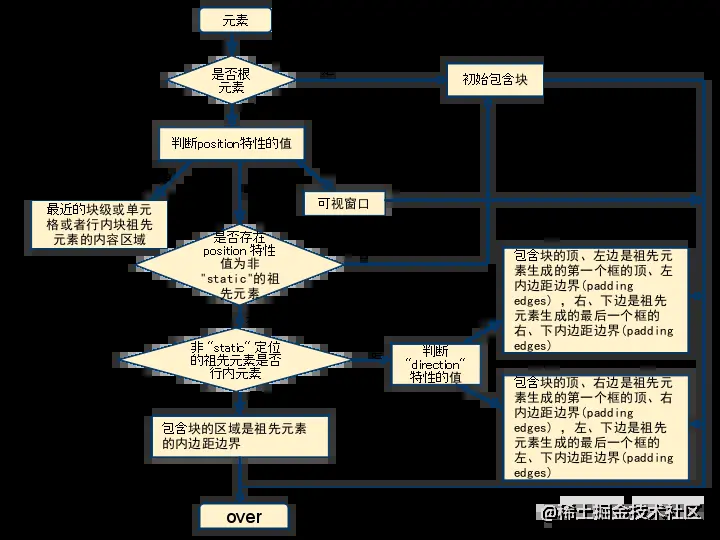 元素
是否根
元素
初始包含块
判断position特性的值
最近的块级或单元
格或者行内块祖先
元素的内容区域
可视窗口
是否存在
position 特性
值为非
"static"的祖
先元素
包含块的顶、左边是祖先元
素生成的第一个框的顶、左
内边距边界(padding
edges) ，右、下边是祖先
元素生成的最后一个框的
右、下内边距边界(padding
edges)
非 “static” 定位
的祖先元素是否
行内元素
判断
“direction”
特性的值
包含块的顶、右边是祖先元
素生成的第一个框的顶、右
内边距边界(padding
edges) ，左、下边是祖先
元素生成的最后一个框的
左、下内边距边界(padding
edges)
包含块的区域是祖先元素
的内边距边界
over
@稀土掘金技术社区